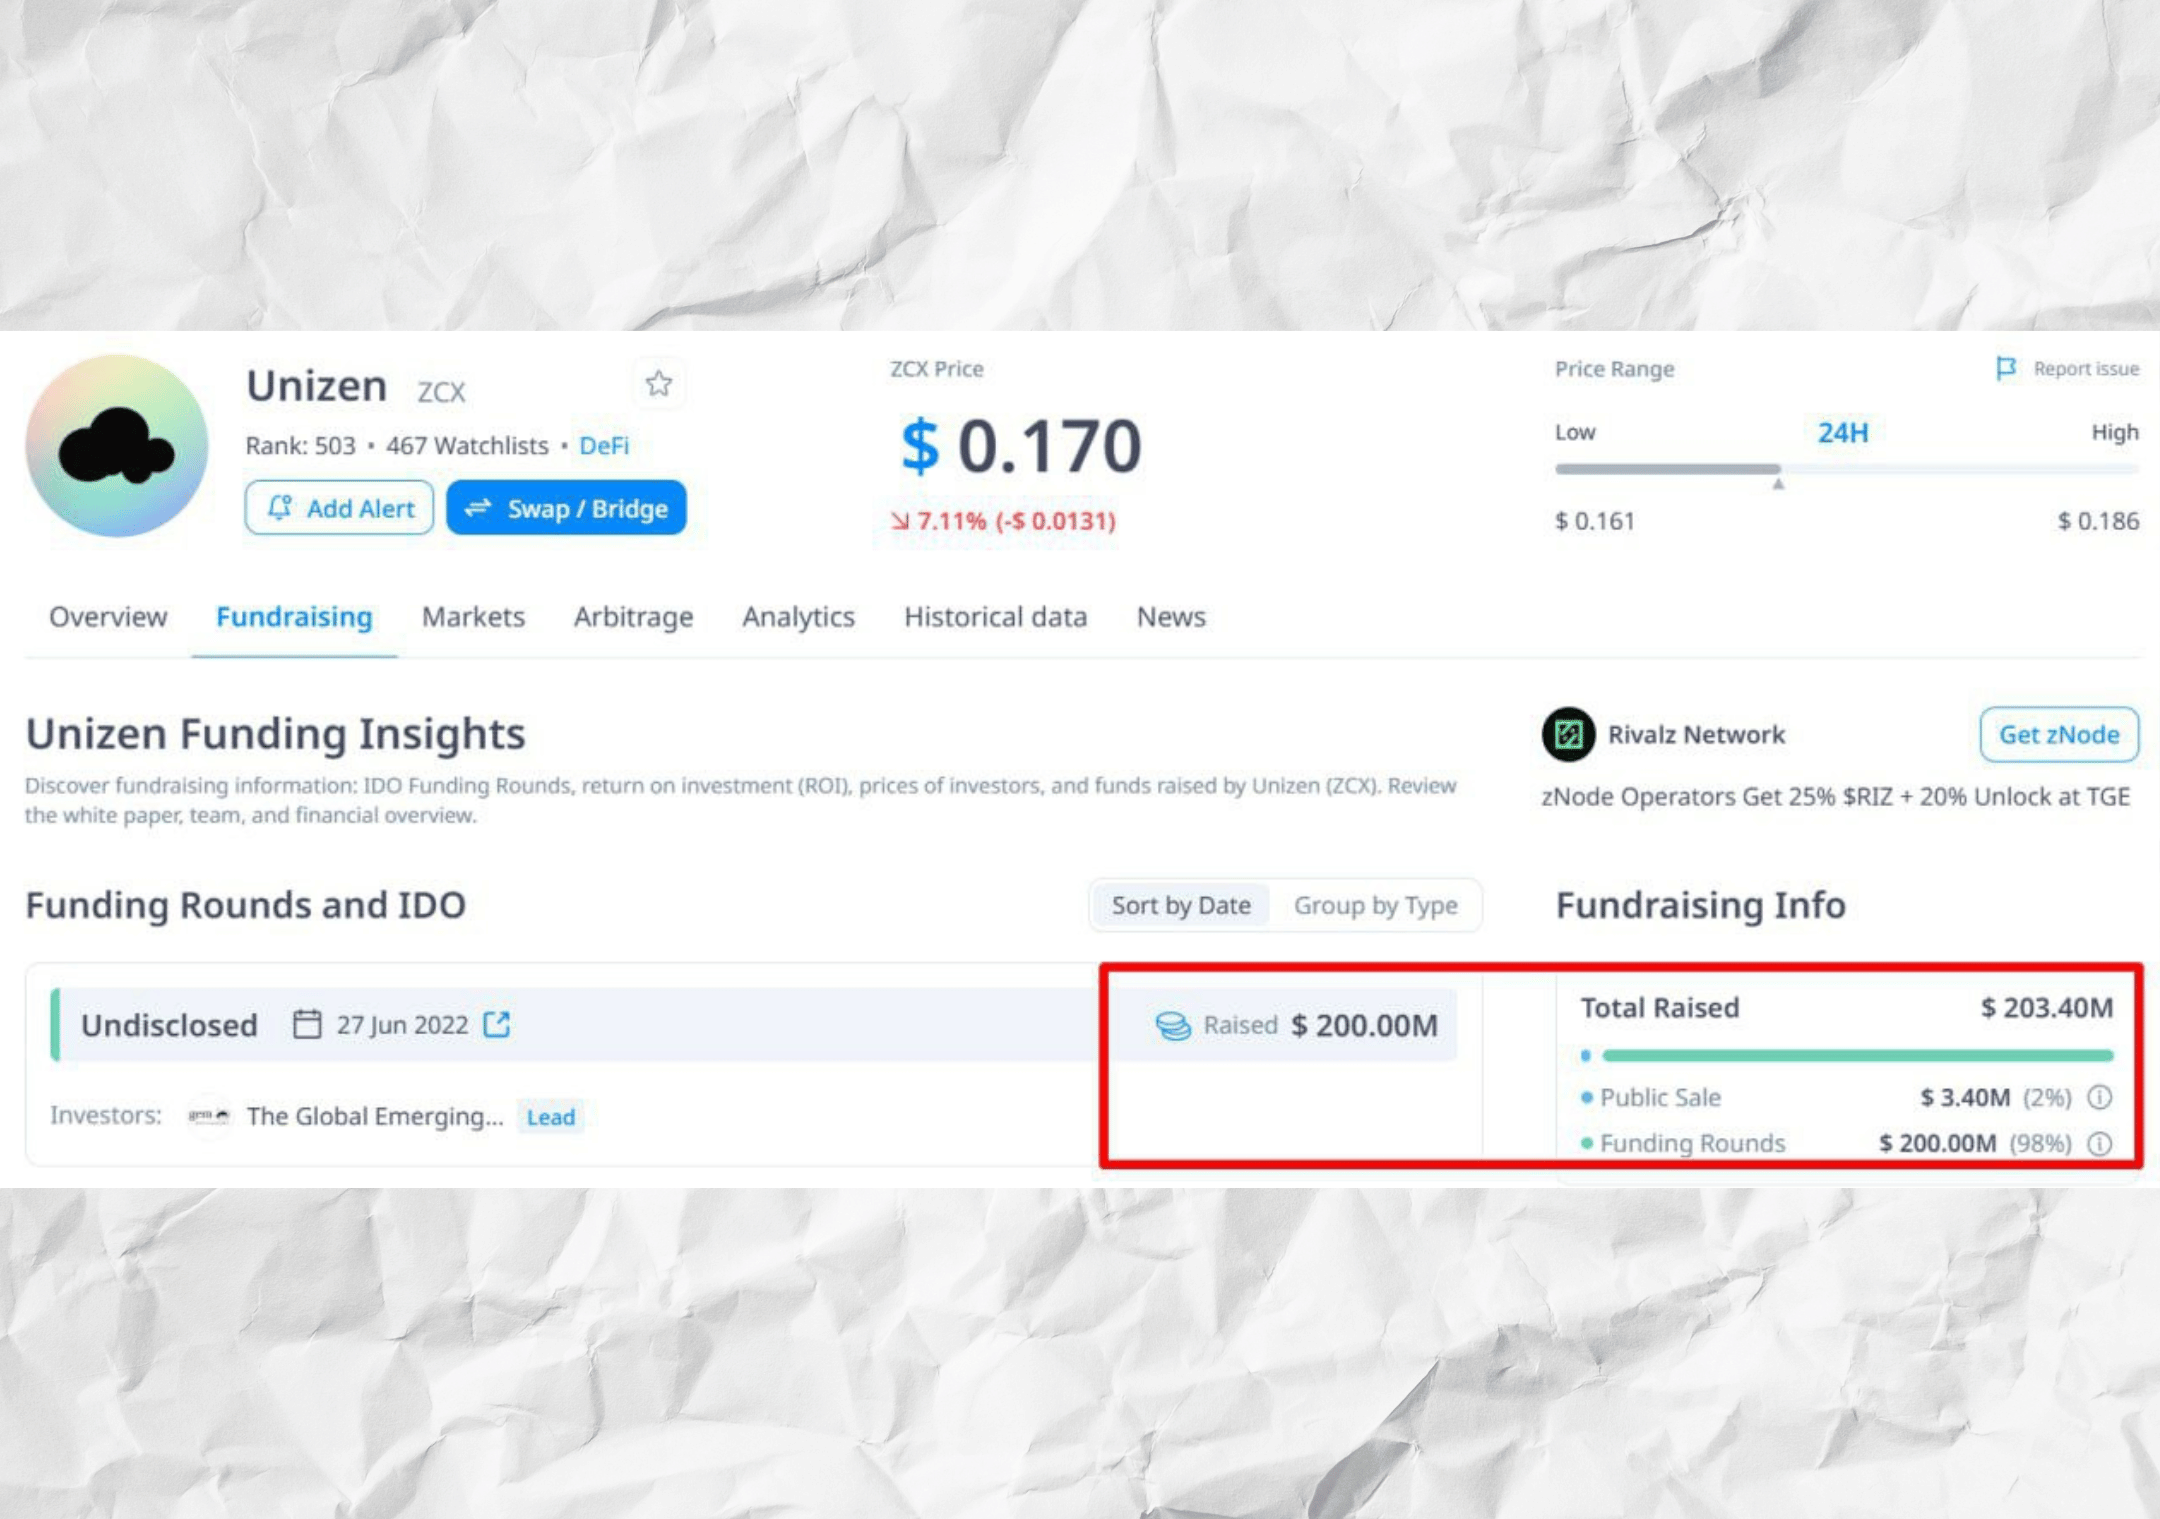 Unizen ZCX
Rank: 503 • 467 Watchlists • DeFi
Add Alert
Swap / Bridge
ZCX Price
$ 0.170
7.11% (-$ 0.0131)
Price Range
Report issue
Low 24H High
$ 0.161 $ 0.186
Overview Fundraising Markets Arbitrage Analytics Historical data News
Unizen Funding Insights
Discover fundraising information: IDO Funding Rounds, return on investment (ROI), prices of investors, and funds raised by Unizen (ZCX). Review
the white paper, team, and financial overview.
Rivalz Network
Get zNode
zNode Operators Get 25% $RIZ + 20% Unlock at TGE
Funding Rounds and IDO
Sort by Date Group by Type
Undisclosed 27 Jun 2022
Raised $ 200.00M
Investors: The Global Emerging... Lead
Fundraising Info
Total Raised $ 203.40M
• Public Sale $ 3.40M (2%)
• Funding Rounds $ 200.00M (98%)